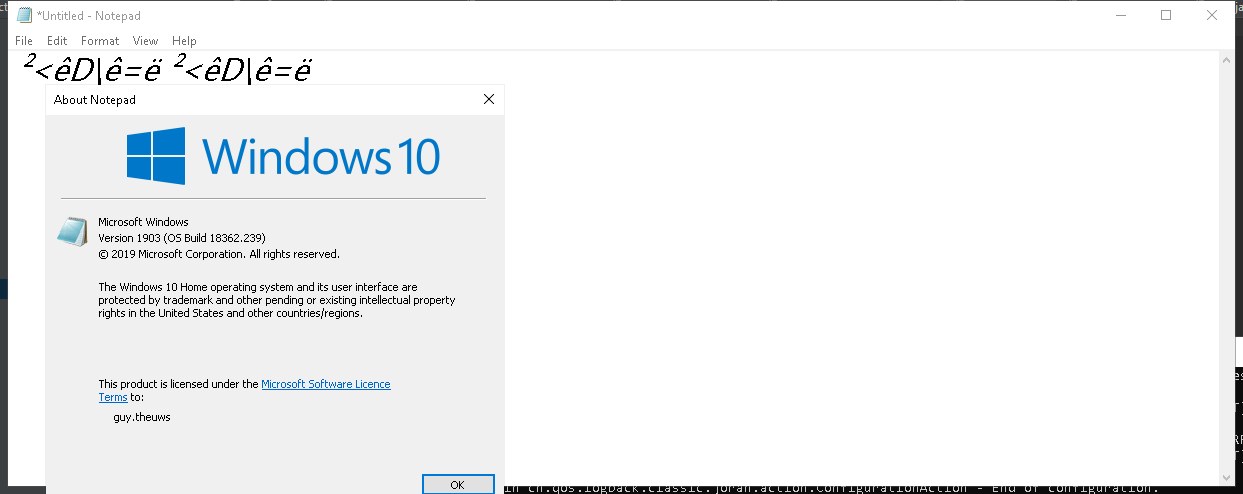 *Untitled - Notepad
File Edit Format View Help
²<êD|ê=ë ²<êD|ê=ë
About Notepad
Windows 10
Microsoft Windows
Version 1903 (OS Build 18362.239)
© 2019 Microsoft Corporation. All rights reserved.
The Windows 10 Home operating system and its user interface are
protected by trademark and other pending or existing intellectual property
rights in the United States and other countries/regions.
This product is licensed under the Microsoft Software Licence
Terms to:
guy.theuws
OK
in ch.qos.logback.classic.joran.action.ConfigurationAction - End of configuration.